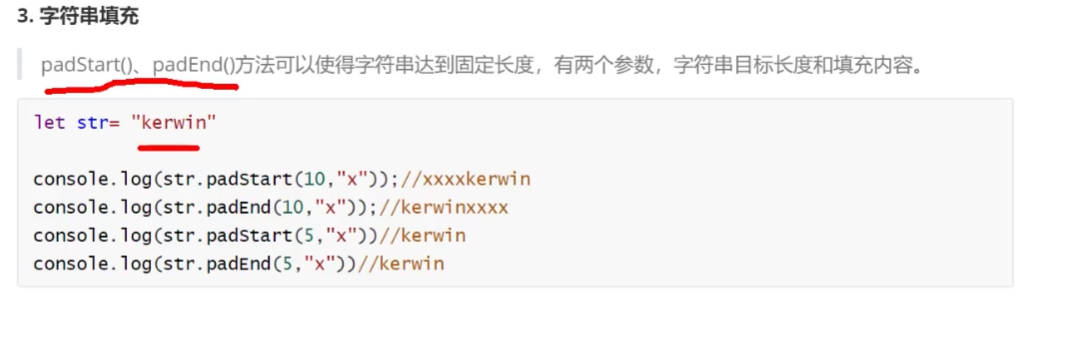 3. 字符串填充
padStart()、padEnd()方法可以使得字符串达到固定长度，有两个参数，字符串目标长度和填充内容。
let str= "kerwin"
console.log(str.padStart(10,"x"));//xxxxkerwin
console.log(str.padEnd(10,"x"));//kerwinxxxx
console.log(str.padStart(5,"x"))//kerwin
console.log(str.padEnd(5,"x"))//kerwin